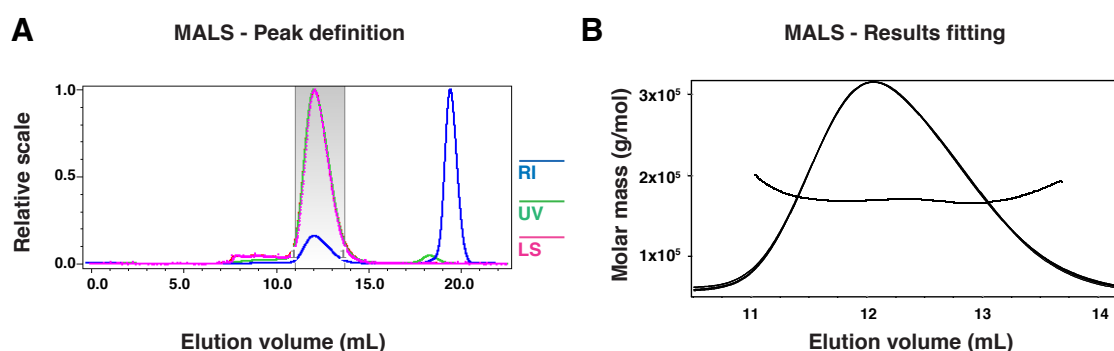 A
MALS - Peak definition
Relative scale
1.0
0.5
0.0
0.0
5.0
10.0
15.0
20.0
Elution volume (mL)
RI
UV
LS
B
MALS - Results fitting
Molar mass (g/mol)
3x10⁵
2x10⁵
1x10⁵
11
12
13
14
Elution volume (mL)